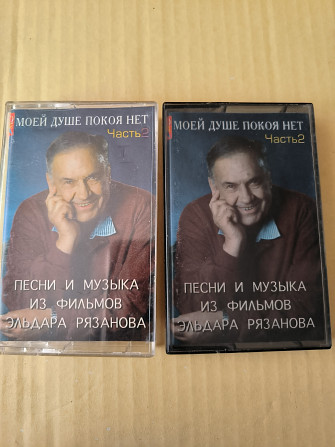 МОЕЙ ДУШЕ ПОКОЯ НЕТ
Часть2
ПЕСНИ И МУЗЫКА
ИЗ ФИЛЬМОВ
ЭЛЬДАРА РЯЗАНОВА
МОЕЙ ДУШЕ ПОКОЯ НЕТ
Часть2
ПЕСНИ И МУЗЫКА
ИЗ ФИЛЬМОВ
ЭЛЬДАРА РЯЗАНОВА